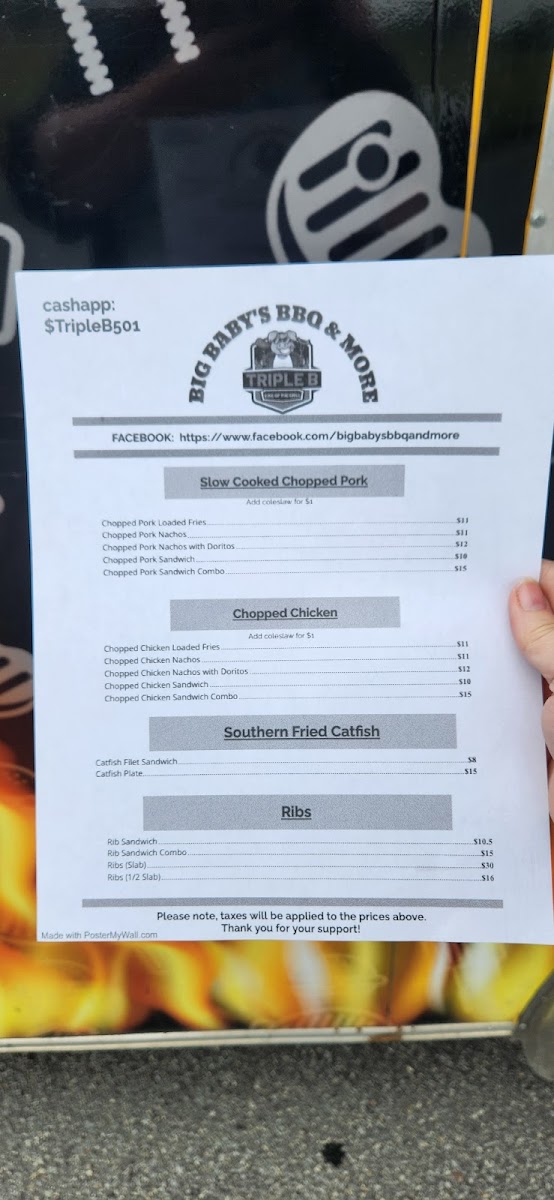 cashapp:
$TripleB501
BIG BABY'S BBQ & MORE
TRIPLE B
FACEBOOK: https://www.facebook.com/bigbabysbbqandmore
Slow Cooked Chopped Pork
Add coleslaw for $1
Chopped Pork Loaded Fries $11
Chopped Pork Nachos $11
Chopped Pork Nachos with Doritos $12
Chopped Pork Sandwich $10
Chopped Pork Sandwich Combo $15
Chopped Chicken
Add coleslaw for $1
Chopped Chicken Loaded Fries $11
Chopped Chicken Nachos $11
Chopped Chicken Nachos with Doritos $12
Chopped Chicken Sandwich $10
Chopped Chicken Sandwich Combo $15
Southern Fried Catfish
Catfish Filet Sandwich $8
Catfish Plate $15
Ribs
Rib Sandwich $10.5
Rib Sandwich Combo $15
Ribs (Slab) $30
Ribs (1/2 Slab) $16
Please note, taxes will be applied to the prices above.
Thank you for your support!
Made with PosterMyWall.com